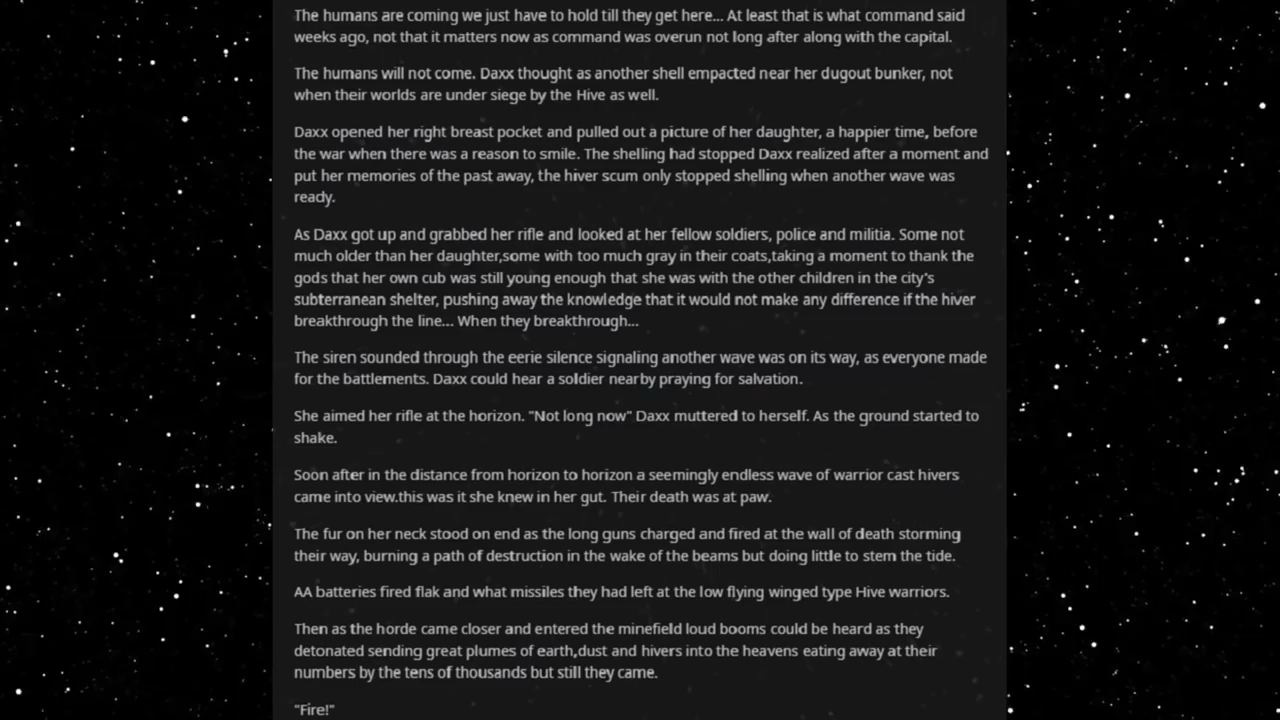 The humans are coming we just have to hold till they get here... At least that is what command said
weeks ago, not that it matters now as command was overun not long after along with the capital.
The humans will not come. Daxx thought as another shell empacted near her dugout bunker, not
when their worlds are under siege by the Hive as well.
Daxx opened her right breast pocket and pulled out a picture of her daughter, a happier time, before
the war when there was a reason to smile. The shelling had stopped Daxx realized after a moment and
put her memories of the past away, the hiver scum only stopped shelling when another wave was
ready.
As Daxx got up and grabbed her rifle and looked at her fellow soldiers, police and militia. Some not
much older than her daughter,some with too much gray in their coats,taking a moment to thank the
gods that her own cub was still young enough that she was with the other children in the city's
subterranean shelter, pushing away the knowledge that it would not make any difference if the hiver
breakthrough the line... When they breakthrough...
The siren sounded through the eerie silence signaling another wave was on its way, as everyone made
for the battlements. Daxx could hear a soldier nearby praying for salvation.
She aimed her rifle at the horizon. "Not long now" Daxx muttered to herself. As the ground started to
shake.
Soon after in the distance from horizon to horizon a seemingly endless wave of warrior cast hivers
came into view.this was it she knew in her gut. Their death was at paw.
The fur on her neck stood on end as the long guns charged and fired at the wall of death storming
their way, burning a path of destruction in the wake of the beams but doing little to stem the tide.
AA batteries fired flak and what missiles they had left at the low flying winged type Hive warriors.
Then as the horde came closer and entered the minefield loud booms could be heard as they
detonated sending great plumes of earth,dust and hivers into the heavens eating away at their
numbers by the tens of thousands but still they came.
"Fire!"